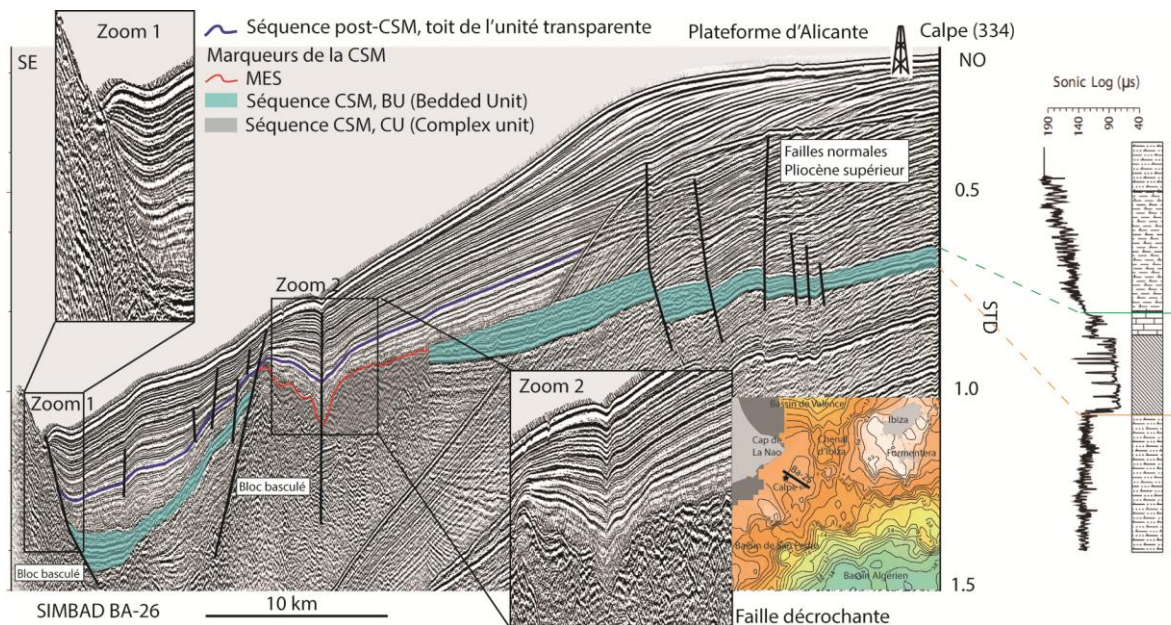 Zoom 1
Séquence post-CSM, toit de l'unité transparente
Marqueurs de la CSM
MES
Séquence CSM, BU (Bedded Unit)
Séquence CSM, CU (Complex unit)
Plateforme d'Alicante
Calpe (334)
SE
NO
Sonic Log (µs)
190
140
90
40
Failles normales
Pliocène supérieur
0.5
Zoom 2
STD
1.0
Zoom 1
Zoom 2
Bloc basculé
Bloc basculé
Bassin de Valence
Ibiza
Cap de
La Nao
Chenal
d'Ibiza
Formentera
Ba-26
Calpe
Bassin Algérien
1.5
SIMBAD BA-26
10 km
Faille décrochante